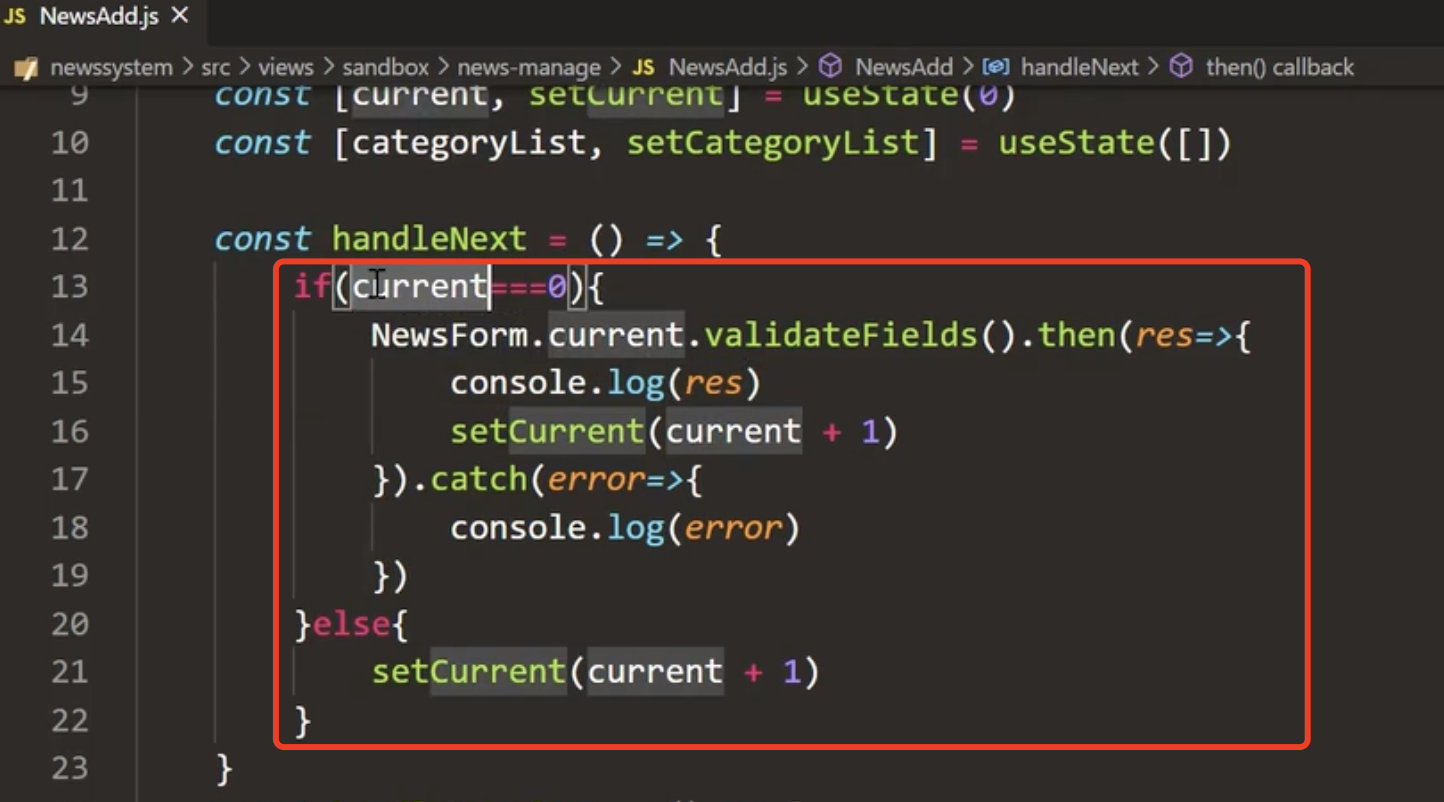 JS NewsAdd.js ×
newssystem > src > views > sandbox > news-manage > JS NewsAdd.js > NewsAdd > handleNext > then() callback
9 const [current, setCurrent] = useState(0)
10 const [categoryList, setCategoryList] = useState([])
11
12 const handleNext = () => {
13 if(current===0){
14 NewsForm.current.validateFields().then(res=>{
15 console.log(res)
16 setCurrent(current + 1)
17 }).catch(error=>{
18 console.log(error)
19 })
20 }else{
21 setCurrent(current + 1)
22 }
23 }